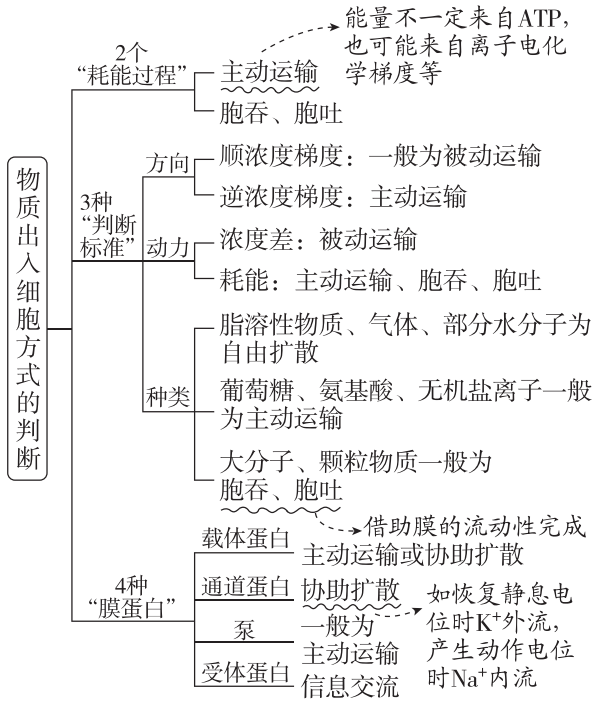 物质出入细胞方式的判断
2个
“耗能过程”
主动运输
能量不一定来自ATP,
也可能来自离子电化
学梯度等
胞吞、胞吐
3种
“判断
标准”
方向
顺浓度梯度：一般为被动运输
逆浓度梯度：主动运输
动力
浓度差：被动运输
耗能：主动运输、胞吞、胞吐
种类
脂溶性物质、气体、部分水分子为
自由扩散
葡萄糖、氨基酸、无机盐离子一般
为主动运输
大分子、颗粒物质一般为
胞吞、胞吐
借助膜的流动性完成
4种
“膜蛋白”
载体蛋白
主动运输或协助扩散
通道蛋白
协助扩散
如恢复静息电
位时K⁺外流,
产生动作电位
时Na⁺内流
泵
一般为
主动运输
受体蛋白
信息交流